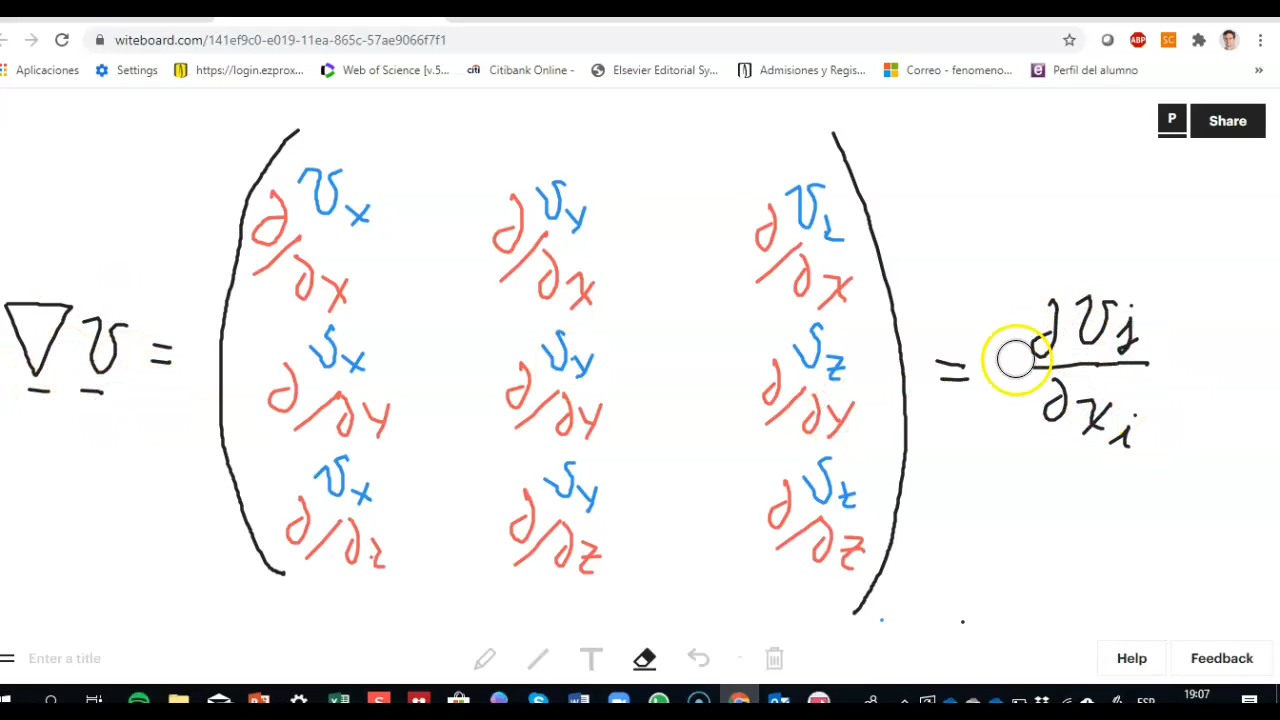 witeboard.com/141ef9c0-e019-11ea-865c-57ae9066f7f1
Aplicaciones Settings https://login.ezprox... Web of Science [v.5... citi Citibank Online - Elsevier Editorial Sy... Admisiones y Regis... Correo - fenomeno... Perfil del alumno »
P Share
∇ v = ( ∂/∂x vx ∂/∂x vy ∂/∂x vz
∂/∂y vx ∂/∂y vy ∂/∂y vz
∂/∂z vx ∂/∂z vy ∂/∂z vz ) = ∂vj / ∂xi
Enter a title T Help Feedback
ESP 19:07